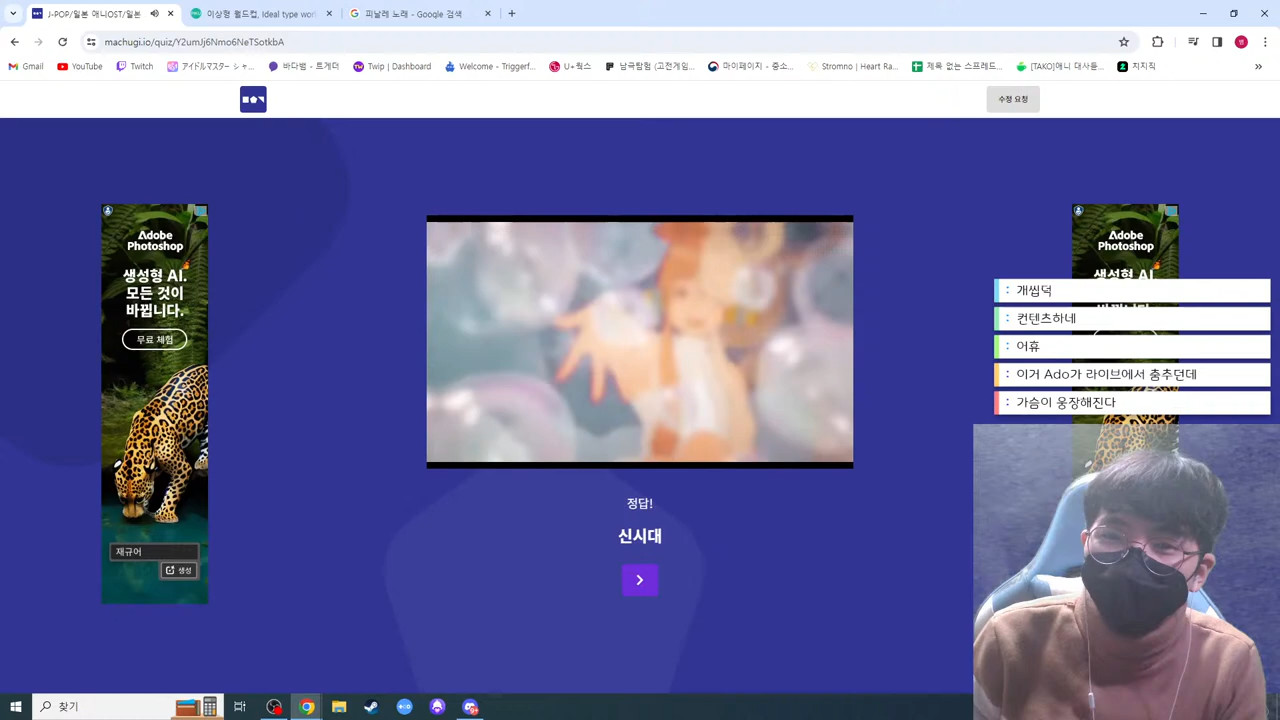 J-POP/일본 애니OST/일본
이상형 월드컵, Ideal type wor
피날레 노래 - Google 검색
machugi.io/quiz/Y2umJj6Nmo6NeTSotkbA
Gmail
YouTube
Twitch
アイドルマスター シャ...
바다뱀 - 트게더
Twip | Dashboard
Welcome - Triggerf...
U+웍스
남극탐험 (고전게임...
마이페이지 - 중소...
Stromno | Heart Ra...
제목 없는 스프레드...
[TAKO]애니 대사를...
치지직
수정 요청
Adobe
Photoshop
생성형 AI.
모든 것이
바뀝니다.
무료 체험
재규어
생성
Adobe
Photoshop
생성형 AI.
: 개씹덕
: 컨텐츠하네
: 어휴
: 이거 Ado가 라이브에서 춤추던데
: 가슴이 웅장해진다
정답!
신시대
찾기